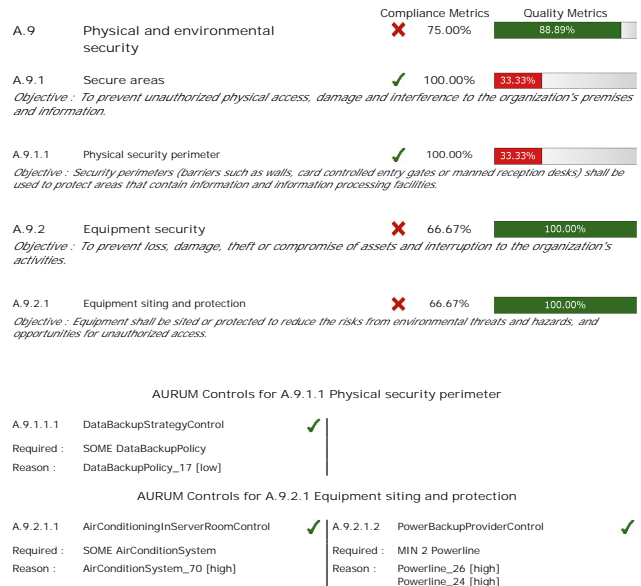 Compliance Metrics Quality Metrics
A.9 Physical and environmental security 75.00% 88.89%
A.9.1 Secure areas 100.00% 33.33%
Objective : To prevent unauthorized physical access, damage and interference to the organization's premises
and information.
A.9.1.1 Physical security perimeter 100.00% 33.33%
Objective : Security perimeters (barriers such as walls, card controlled entry gates or manned reception desks) shall be
used to protect areas that contain information and information processing facilities.
A.9.2 Equipment security 66.67% 100.00%
Objective : To prevent loss, damage, theft or compromise of assets and interruption to the organization's
activities.
A.9.2.1 Equipment siting and protection 66.67% 100.00%
Objective : Equipment shall be sited or protected to reduce the risks from environmental threats and hazards, and
opportunities for unauthorized access.
AURUM Controls for A.9.1.1 Physical security perimeter
A.9.1.1.1 DataBackupStrategyControl
Required : SOME DataBackupPolicy
Reason : DataBackupPolicy_17 [low]
AURUM Controls for A.9.2.1 Equipment siting and protection
A.9.2.1.1 AirConditioningInServerRoomControl
Required : SOME AirConditionSystem
Reason : AirConditionSystem_70 [high]
A.9.2.1.2 PowerBackupProviderControl
Required : MIN 2 Powerline
Reason : Powerline_26 [high]
Powerline_24 [high]